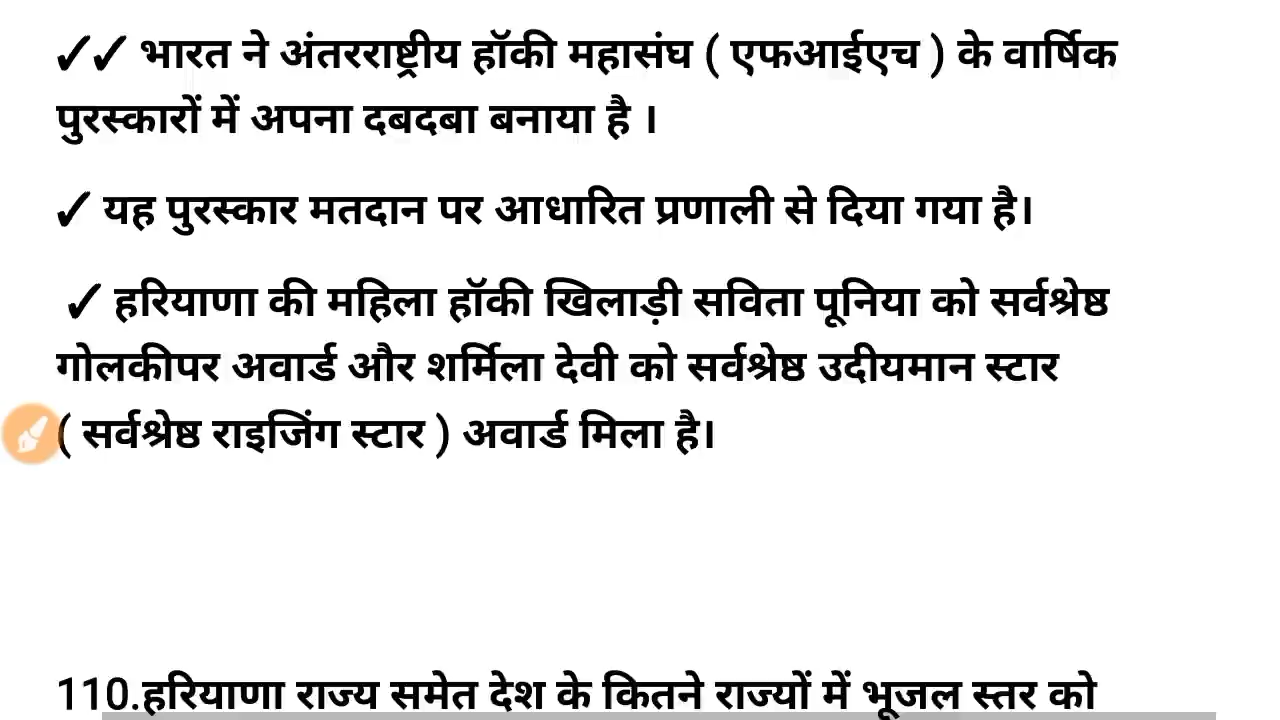 ✓✓ भारत ने अंतरराष्ट्रीय हॉकी महासंघ ( एफआईएच ) के वार्षिक
पुरस्कारों में अपना दबदबा बनाया है ।
✓ यह पुरस्कार मतदान पर आधारित प्रणाली से दिया गया है।
✓ हरियाणा की महिला हॉकी खिलाड़ी सविता पूनिया को सर्वश्रेष्ठ
गोलकीपर अवार्ड और शर्मिला देवी को सर्वश्रेष्ठ उदीयमान स्टार
( सर्वश्रेष्ठ राइजिंग स्टार ) अवार्ड मिला है।
110.हरियाणा राज्य समेत देश के कितने राज्यों में भूजल स्तर को